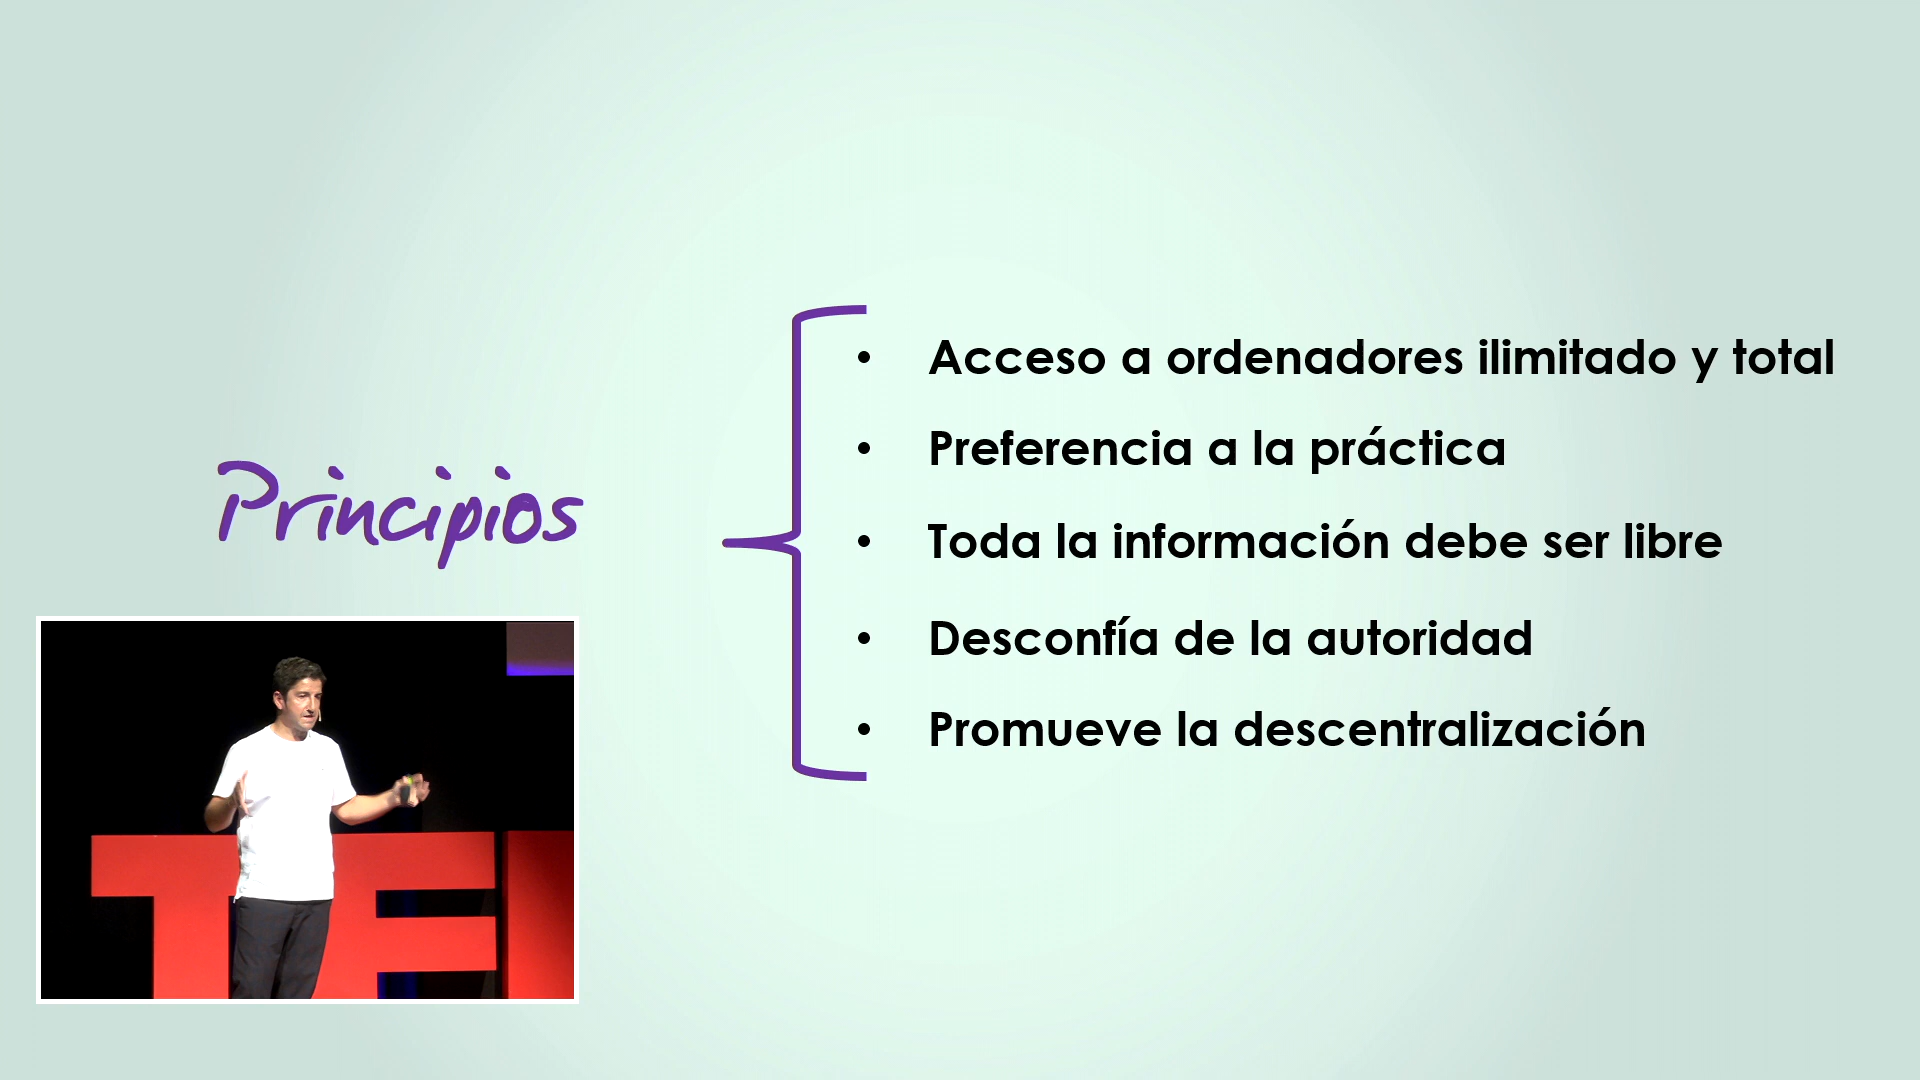 Principios
• Acceso a ordenadores ilimitado y total
• Preferencia a la práctica
• Toda la información debe ser libre
• Desconfía de la autoridad
• Promueve la descentralización
TE